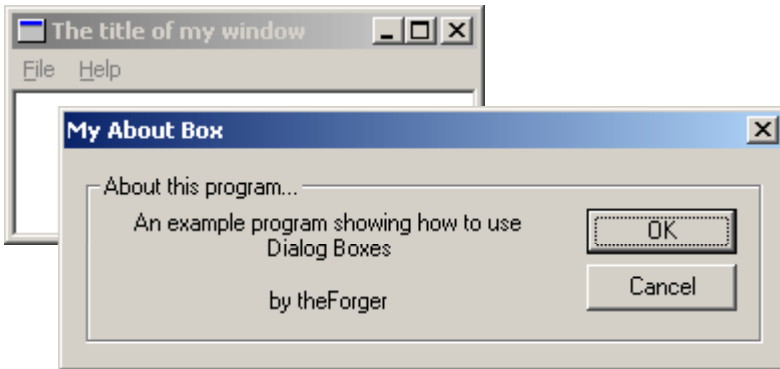 The title of my window
File Help
My About Box
About this program...
An example program showing how to use
Dialog Boxes
by theForger
OK
Cancel